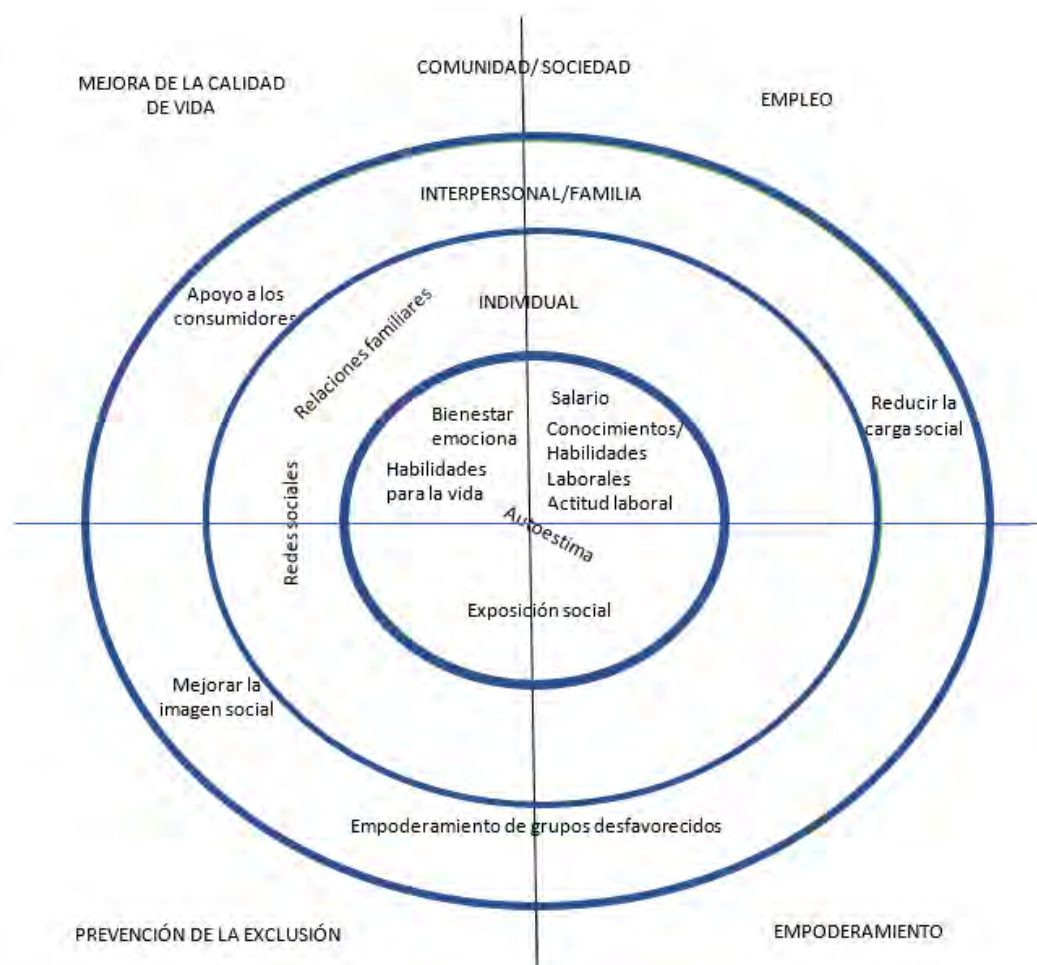 COMUNIDAD/ SOCIEDAD
MEJORA DE LA CALIDAD
DE VIDA
EMPLEO
INTERPERSONAL/FAMILIA
INDIVIDUAL
Apoyo a los
consumidores
Relaciones familiares
Redes sociales
Bienestar
emociona
Habilidades
para la vida
Salario
Conocimientos/
Habilidades
Laborales
Actitud laboral
Reducir la
carga social
Autoestima
Exposición social
Mejorar la
imagen social
Empoderamiento de grupos desfavorecidos
PREVENCIÓN DE LA EXCLUSIÓN
EMPODERAMIENTO